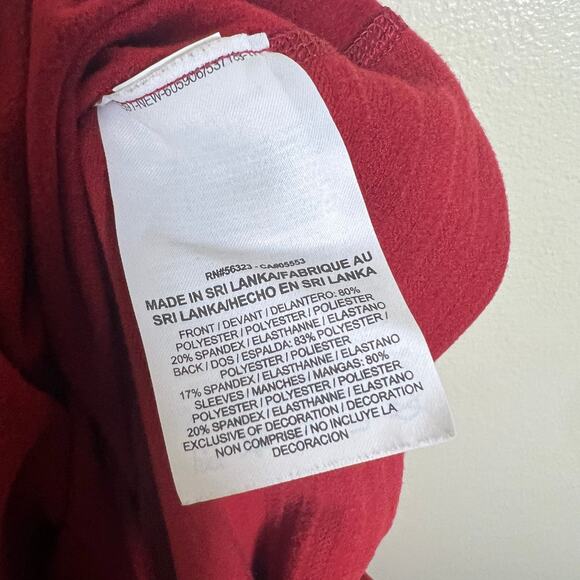 RN#56323 - CA#05553
MADE IN SRI LANKA/FABRIQUE AU
SRI LANKA/HECHO EN SRI LANKA
FRONT / DEVANT / DELANTERO: 80%
POLYESTER / POLYESTER / POLIESTER
20% SPANDEX / ELASTHANNE / ELASTANO
BACK / DOS / ESPALDA: 83% POLYESTER /
POLYESTER / POLIESTER
17% SPANDEX / ELASTHANNE / ELASTANO
SLEEVES / MANCHES / MANGAS: 80%
POLYESTER / POLYESTER / POLIESTER
20% SPANDEX / ELASTHANNE / ELASTANO
EXCLUSIVE OF DECORATION / DECORATION
NON COMPRISE / NO INCLUYE LA
DECORACION